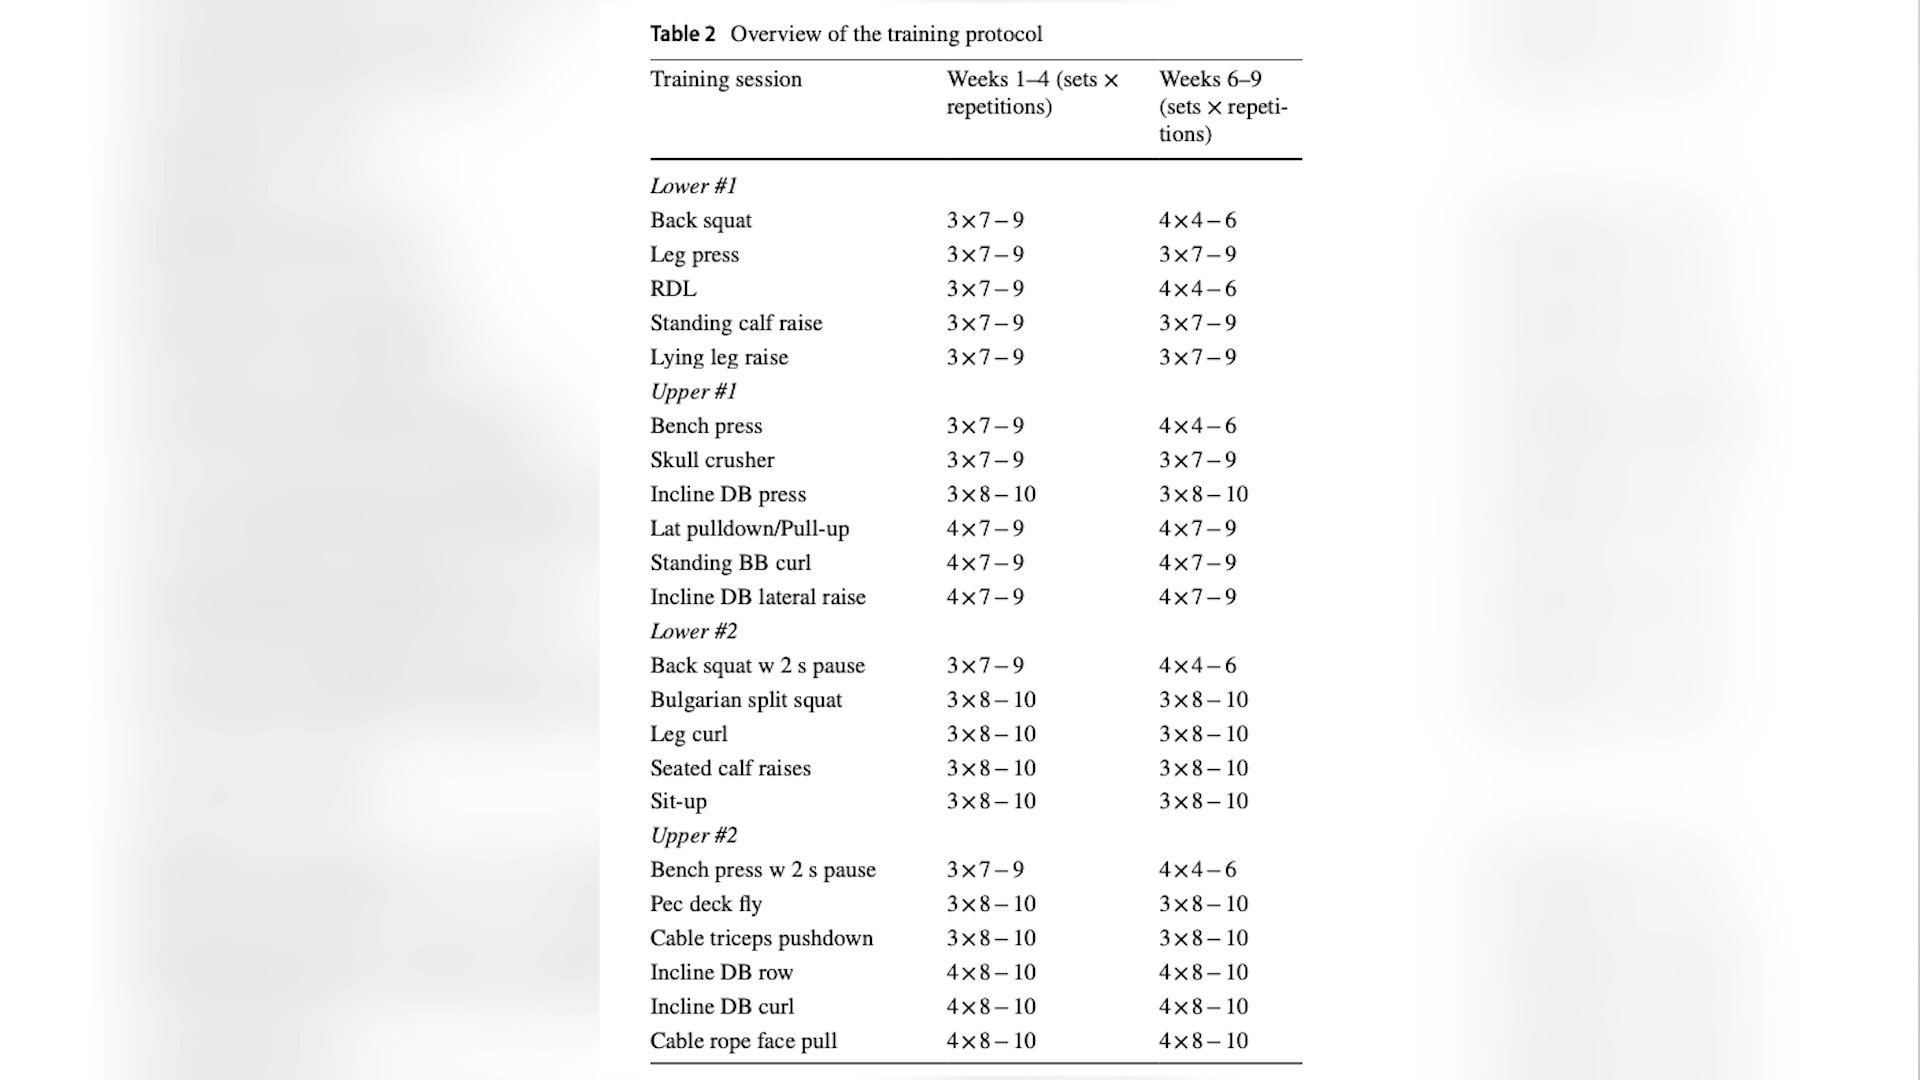 Table 2 Overview of the training protocol
Training session Weeks 1–4 (sets × repetitions) Weeks 6–9 (sets × repeti-tions)
Lower #1
Back squat 3×7–9 4×4–6
Leg press 3×7–9 3×7–9
RDL 3×7–9 4×4–6
Standing calf raise 3×7–9 3×7–9
Lying leg raise 3×7–9 3×7–9
Upper #1
Bench press 3×7–9 4×4–6
Skull crusher 3×7–9 3×7–9
Incline DB press 3×8–10 3×8–10
Lat pulldown/Pull-up 4×7–9 4×7–9
Standing BB curl 4×7–9 4×7–9
Incline DB lateral raise 4×7–9 4×7–9
Lower #2
Back squat w 2 s pause 3×7–9 4×4–6
Bulgarian split squat 3×8–10 3×8–10
Leg curl 3×8–10 3×8–10
Seated calf raises 3×8–10 3×8–10
Sit-up 3×8–10 3×8–10
Upper #2
Bench press w 2 s pause 3×7–9 4×4–6
Pec deck fly 3×8–10 3×8–10
Cable triceps pushdown 3×8–10 3×8–10
Incline DB row 4×8–10 4×8–10
Incline DB curl 4×8–10 4×8–10
Cable rope face pull 4×8–10 4×8–10